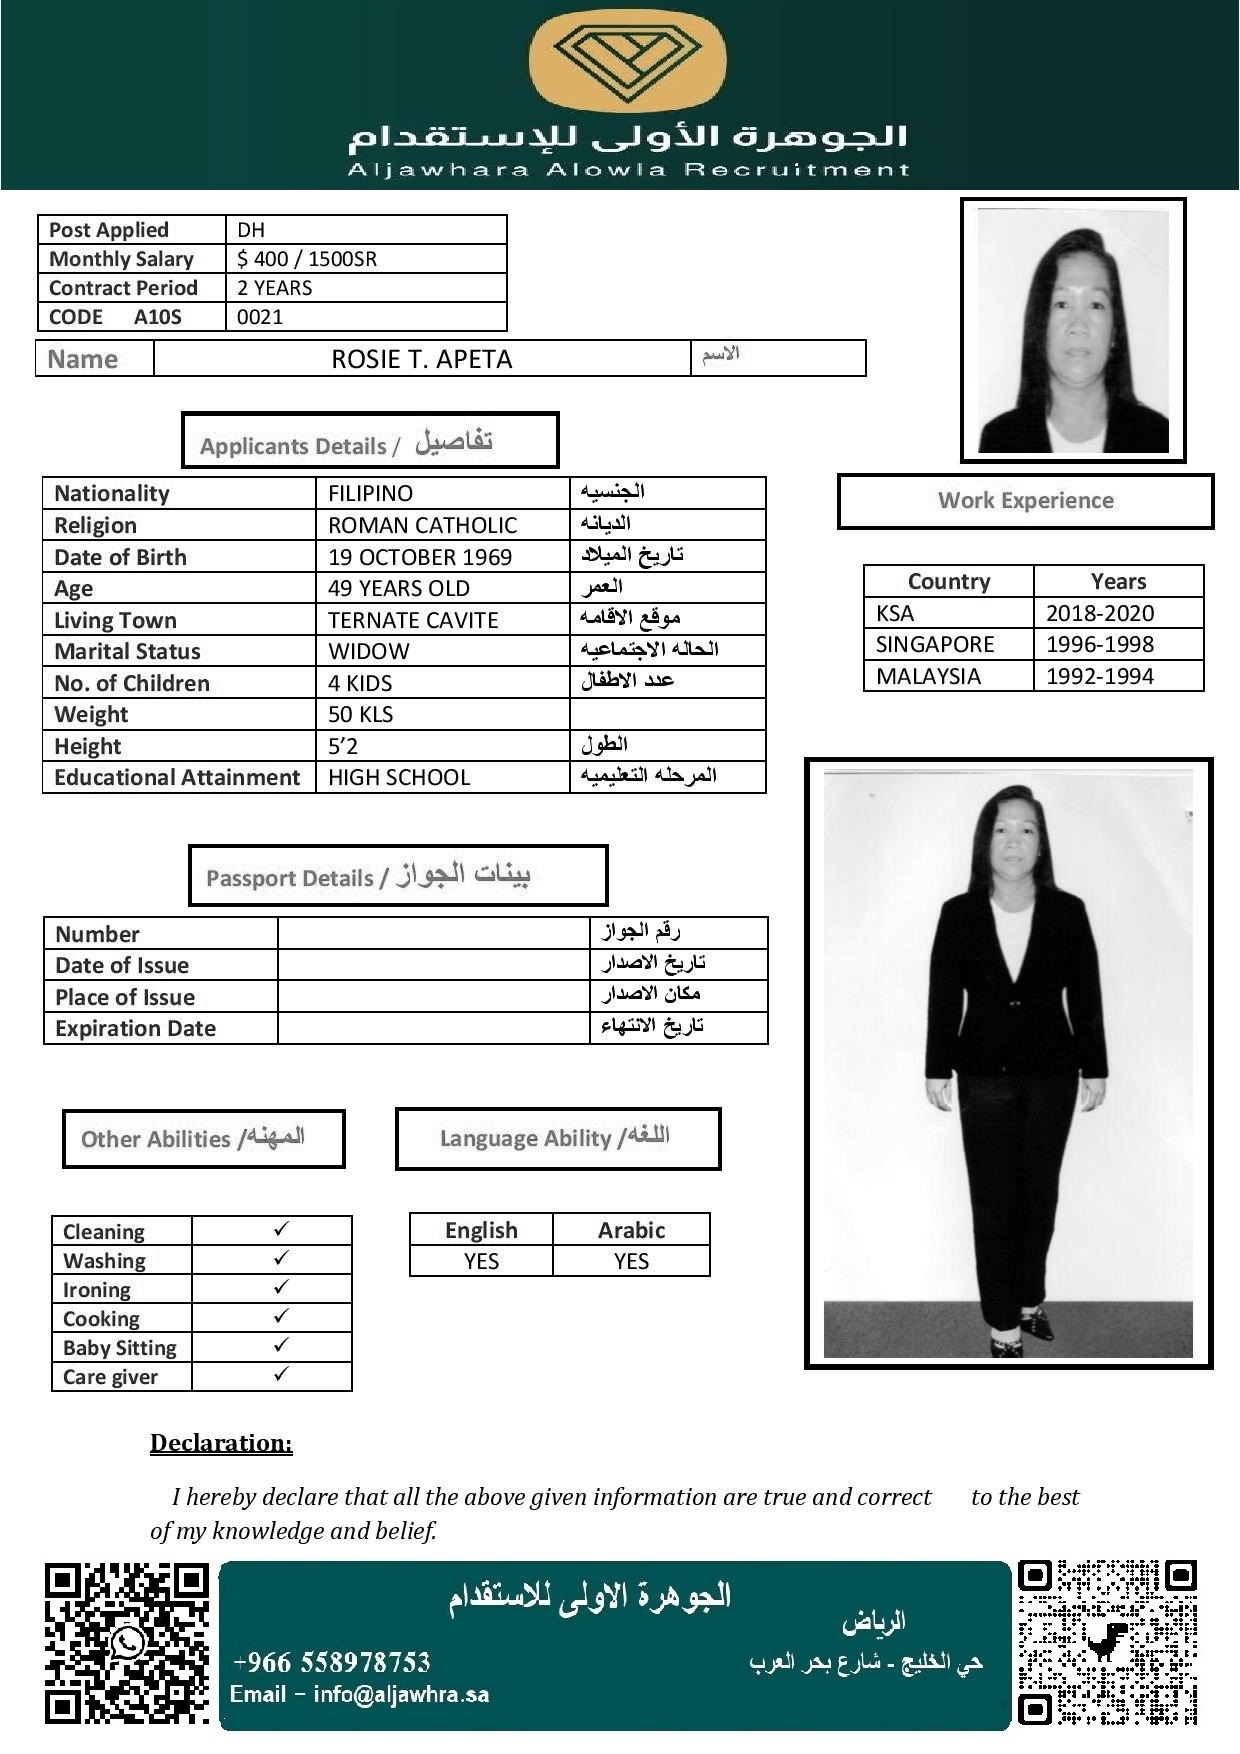 الجوهرة الأولى للإستقدام
Aljawhara Alowla Recruitment
Post Applied DH
Monthly Salary $ 400 / 1500SR
Contract Period 2 YEARS
CODE A10S 0021
Name ROSIE T. APETA الاسم
Applicants Details / تفاصيل
Nationality FILIPINO الجنسيه
Religion ROMAN CATHOLIC الديانه
Date of Birth 19 OCTOBER 1969 تاريخ الميلاد
Age 49 YEARS OLD العمر
Living Town TERNATE CAVITE موقع الاقامه
Marital Status WIDOW الحاله الاجتماعيه
No. of Children 4 KIDS عدد الاطفال
Weight 50 KLS
Height 5’2 الطول
Educational Attainment HIGH SCHOOL المرحله التعليميه
Work Experience
Country Years
KSA 2018-2020
SINGAPORE 1996-1998
MALAYSIA 1992-1994
Passport Details / بينات الجواز
Number رقم الجواز
Date of Issue تاريخ الاصدار
Place of Issue مكان الاصدار
Expiration Date تاريخ الانتهاء
Other Abilities /المهنه
Cleaning ✓
Washing ✓
Ironing ✓
Cooking ✓
Baby Sitting ✓
Care giver ✓
Language Ability /اللغه
English Arabic
YES YES
Declaration:
I hereby declare that all the above given information are true and correct to the best
of my knowledge and belief.
الجوهرة الاولى للاستقدام
الرياض
حي الخليج - شارع بحر العرب
+966 558978753
Email – info@aljawhra.sa